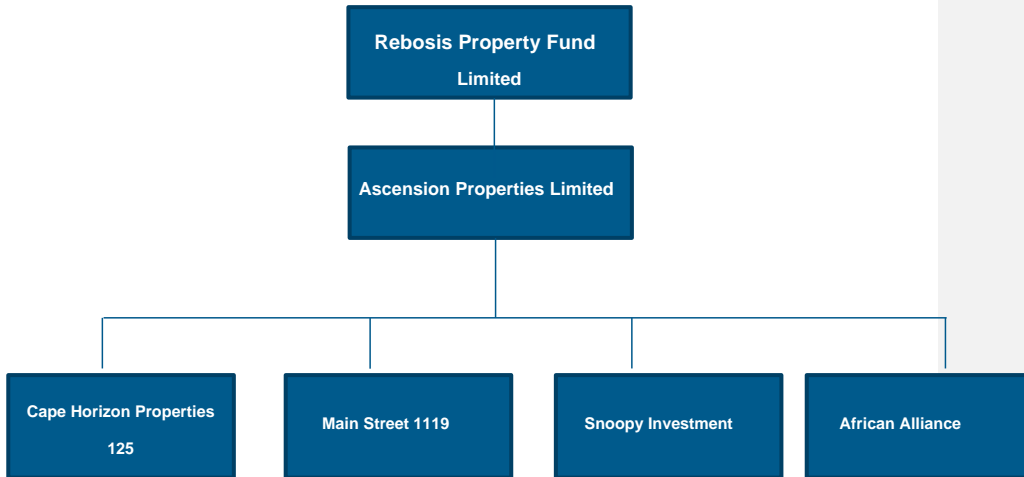 Rebosis Property Fund
Limited
Ascension Properties Limited
Cape Horizon Properties
125
Main Street 1119
Snoopy Investment
African Alliance